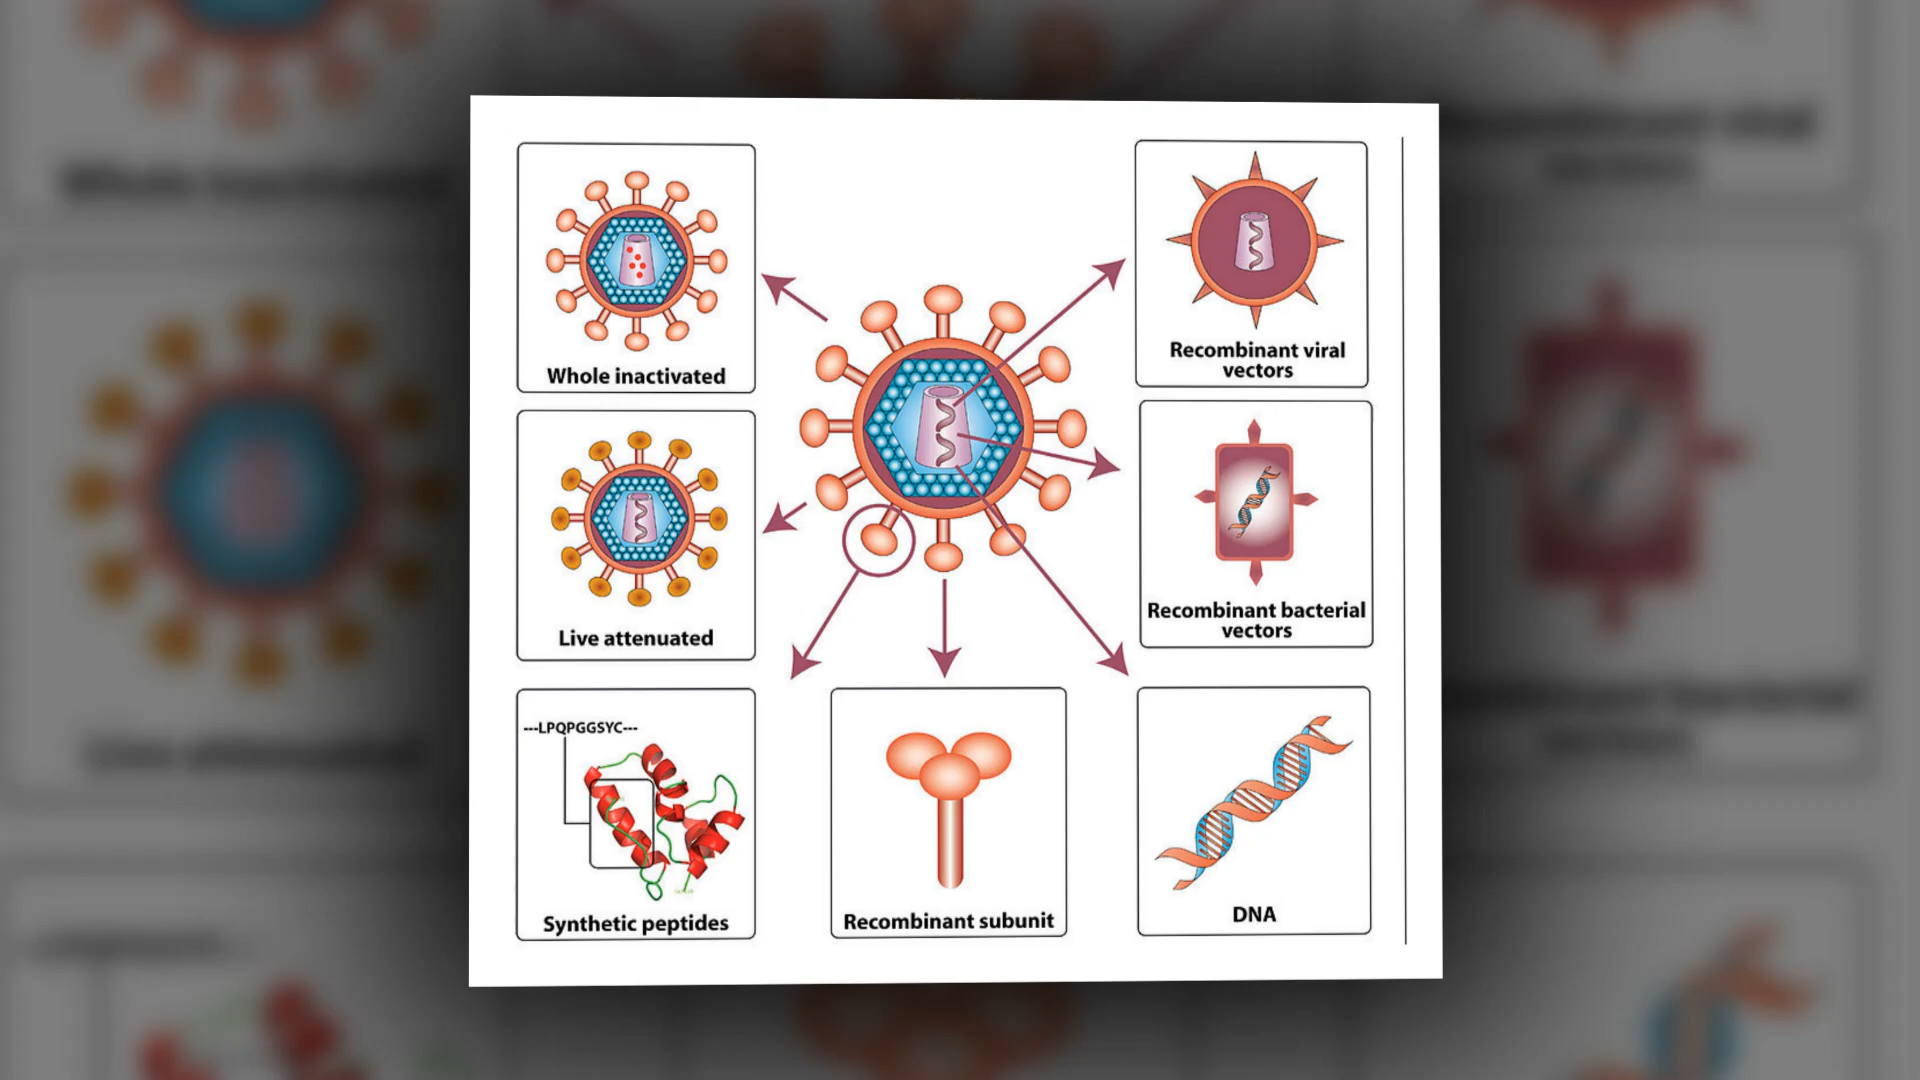 Whole inactivated
Recombinant viral
vectors
Live attenuated
Recombinant bacterial
vectors
---LPQPGGSYC---
Synthetic peptides
Recombinant subunit
DNA